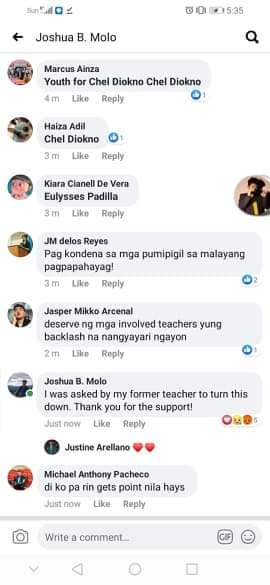 Sun
5:35
Joshua B. Molo
Marcus Ainza
Youth for Chel Diokno Chel Diokno
4 m Like Reply 1
Haiza Adil
Chel Diokno 1
3 m Like Reply
Kiara Cianell De Vera
Eulysses Padilla
3 m Like Reply
JM delos Reyes
Pag kondena sa mga pumipigil sa malayang
pagpapahayag!
3 m Like Reply 2
Jasper Mikko Arcenal
deserve ng mga involved teachers yung
backlash na nangyayari ngayon
2 m Like Reply 1
Joshua B. Molo
I was asked by my former teacher to turn this
down. Thank you for the support!
Just now Like Reply 5
Justine Arellano ❤️❤️
Michael Anthony Pacheco
di ko pa rin gets point nila hays
Just now Like Reply
Write a comment...
GIF